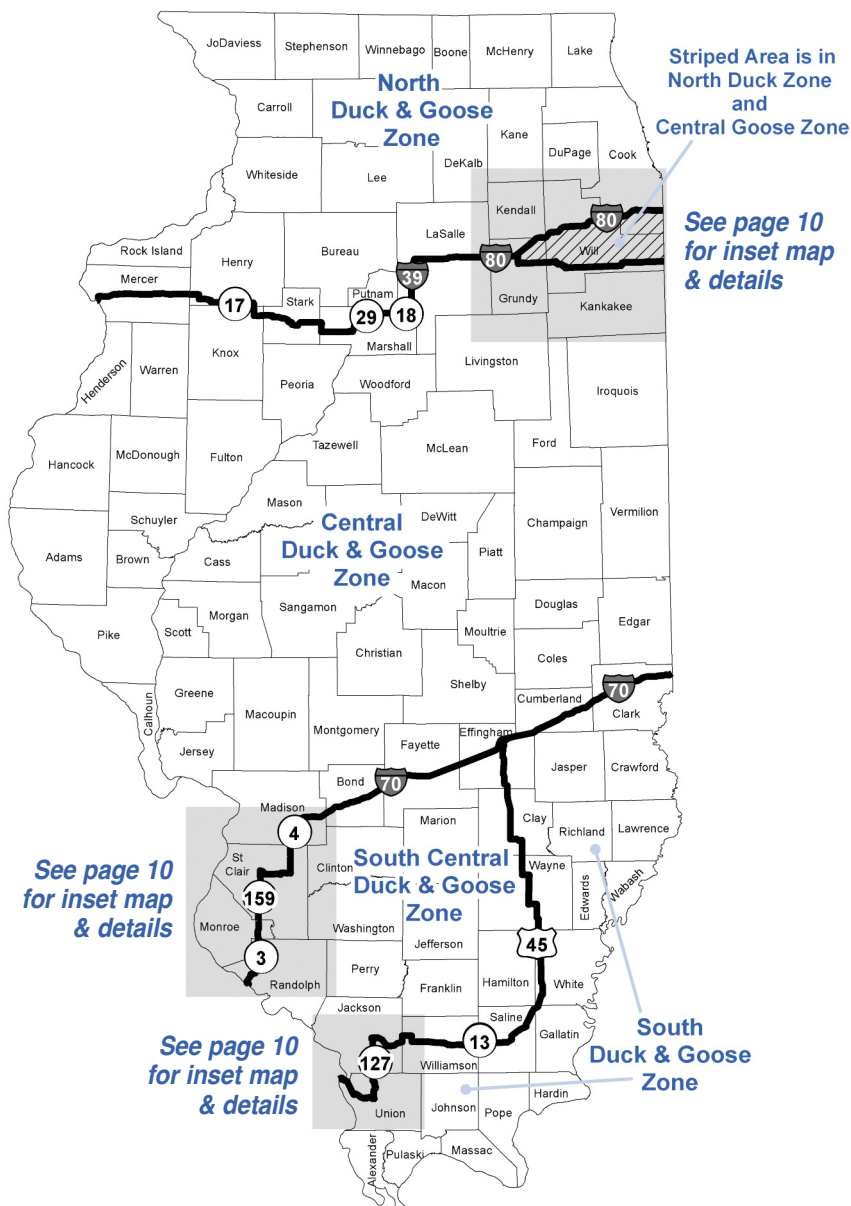 JoDaviess
Stephenson
Winnebago
Boone
McHenry
Lake
Striped Area is in
North Duck Zone
and
Central Goose Zone
North
Duck & Goose
Zone
Carroll
Kane
DuPage
Cook
DeKalb
Whiteside
Lee
Kendall
80
See page 10
for inset map
& details
Rock Island
Mercer
Henry
Bureau
LaSalle
80
Will
39
Putnam
Stark
17
29
18
Grundy
Kankakee
Marshall
Knox
Henderson
Warren
Peoria
Woodford
Livingston
Iroquois
Hancock
McDonough
Fulton
Tazewell
McLean
Ford
Mason
Schuyler
Vermilion
Champaign
Central
Duck & Goose
Zone
DeWitt
Piatt
Adams
Brown
Cass
Macon
Sangamon
Morgan
Scott
Pike
Douglas
Edgar
Moultrie
Christian
Coles
Shelby
Greene
Calhoun
Macoupin
Cumberland
70
Clark
Montgomery
Fayette
Effingham
Jersey
Bond
70
Jasper
Crawford
Madison
4
Marion
Clay
Richland
Lawrence
See page 10
for inset map
& details
St
Clair
Clinton
South Central
Duck & Goose
Zone
Wayne
Edwards
Wabash
159
Monroe
Washington
Jefferson
45
3
Randolph
Perry
Hamilton
White
Franklin
Jackson
Saline
Gallatin
South
Duck & Goose
Zone
See page 10
for inset map
& details
127
13
Williamson
Union
Johnson
Pope
Hardin
Alexander
Pulaski
Massac